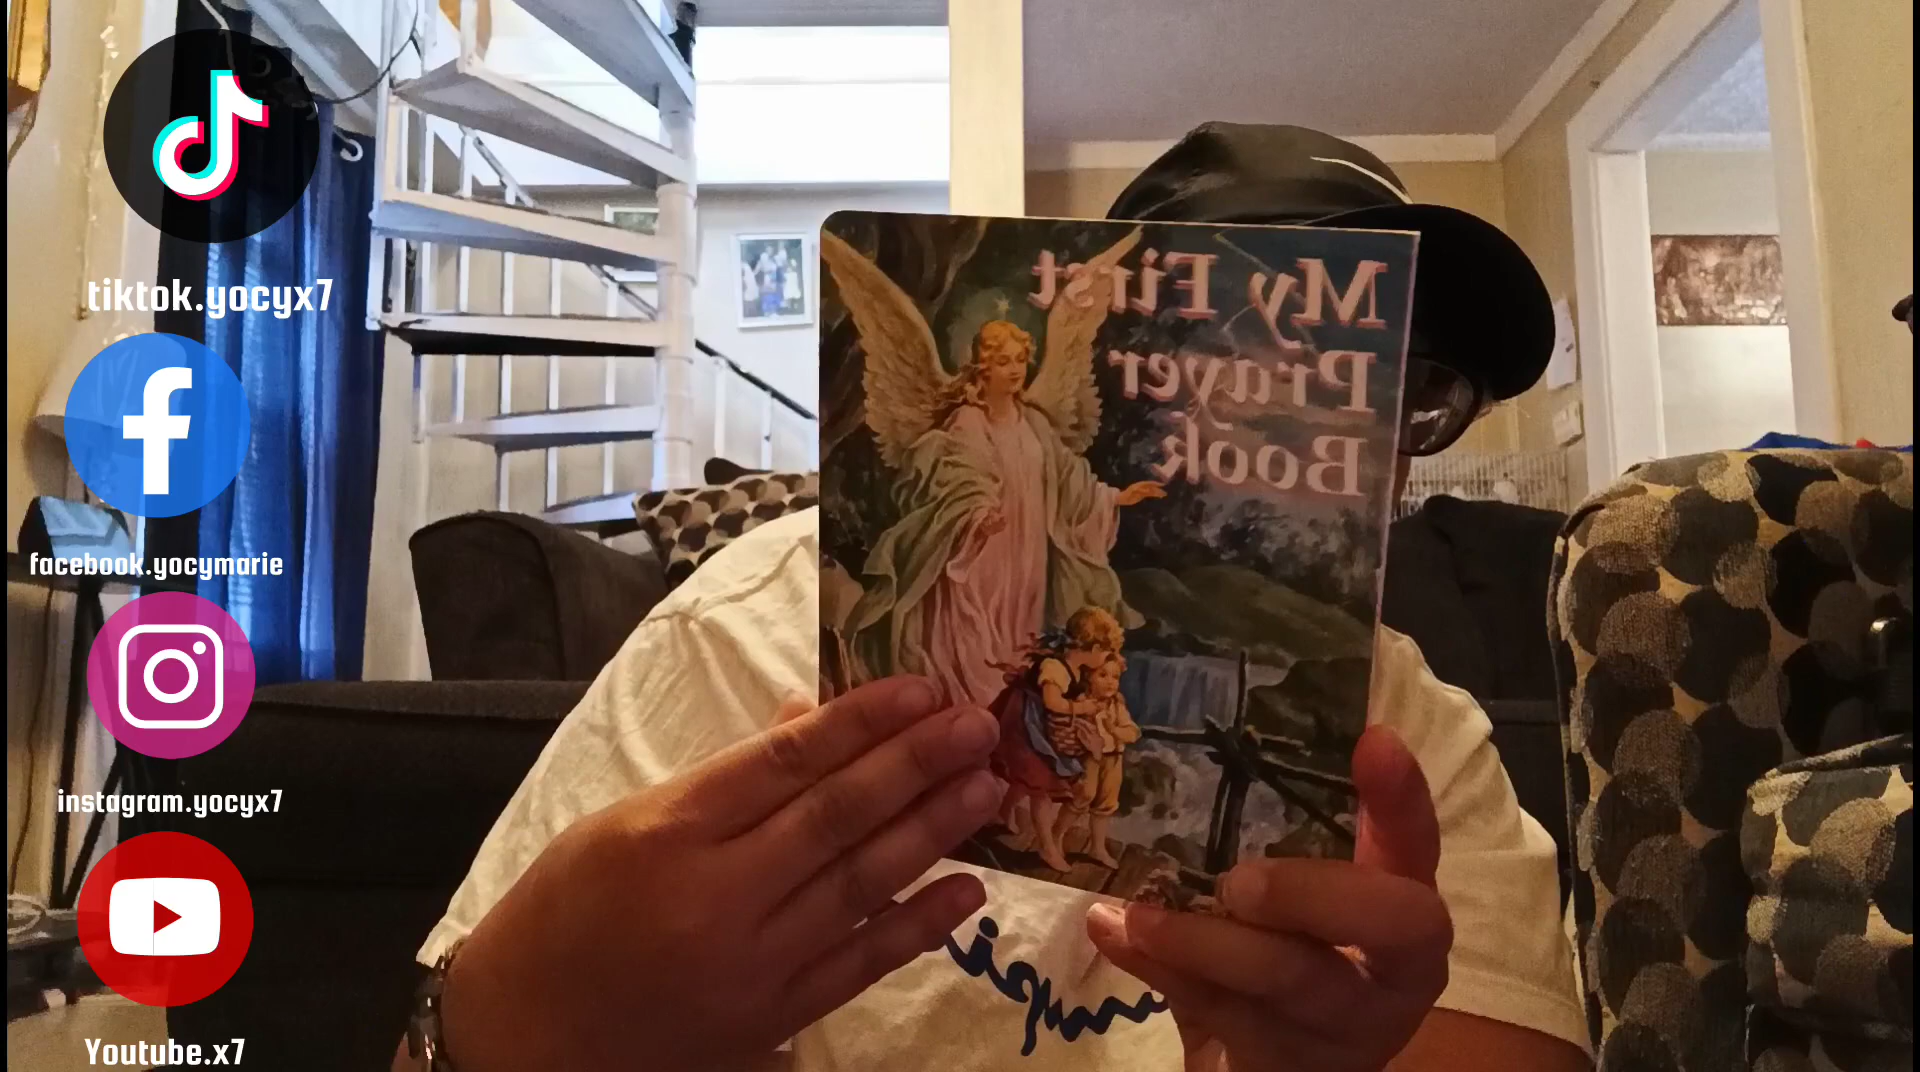 tiktok.yocyx7
facebook.yocymarie
instagram.yocyx7
Youtube.x7
My First
Prayer
Book